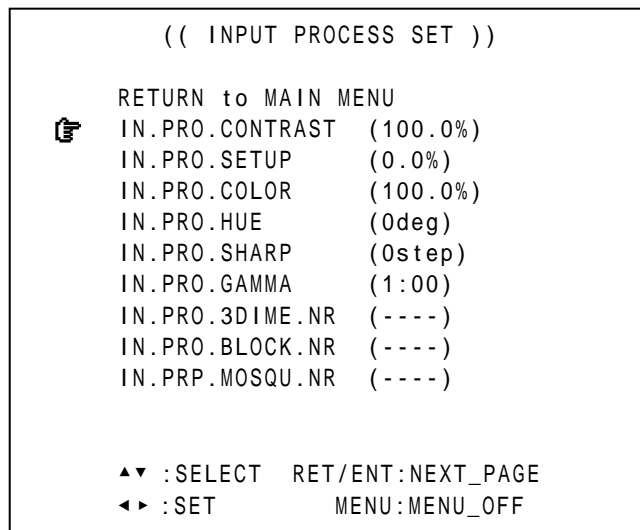 (( INPUT PROCESS SET ))
RETURN to MAIN MENU
IN.PRO.CONTRAST (100.0%)
IN.PRO.SETUP (0.0%)
IN.PRO.COLOR (100.0%)
IN.PRO.HUE (0deg)
IN.PRO.SHARP (0step)
IN.PRO.GAMMA (1:00)
IN.PRO.3DIME.NR (----)
IN.PRO.BLOCK.NR (----)
IN.PRP.MOSQU.NR (----)
▲▼ :SELECT RET/ENT:NEXT_PAGE
◄► :SET MENU:MENU_OFF